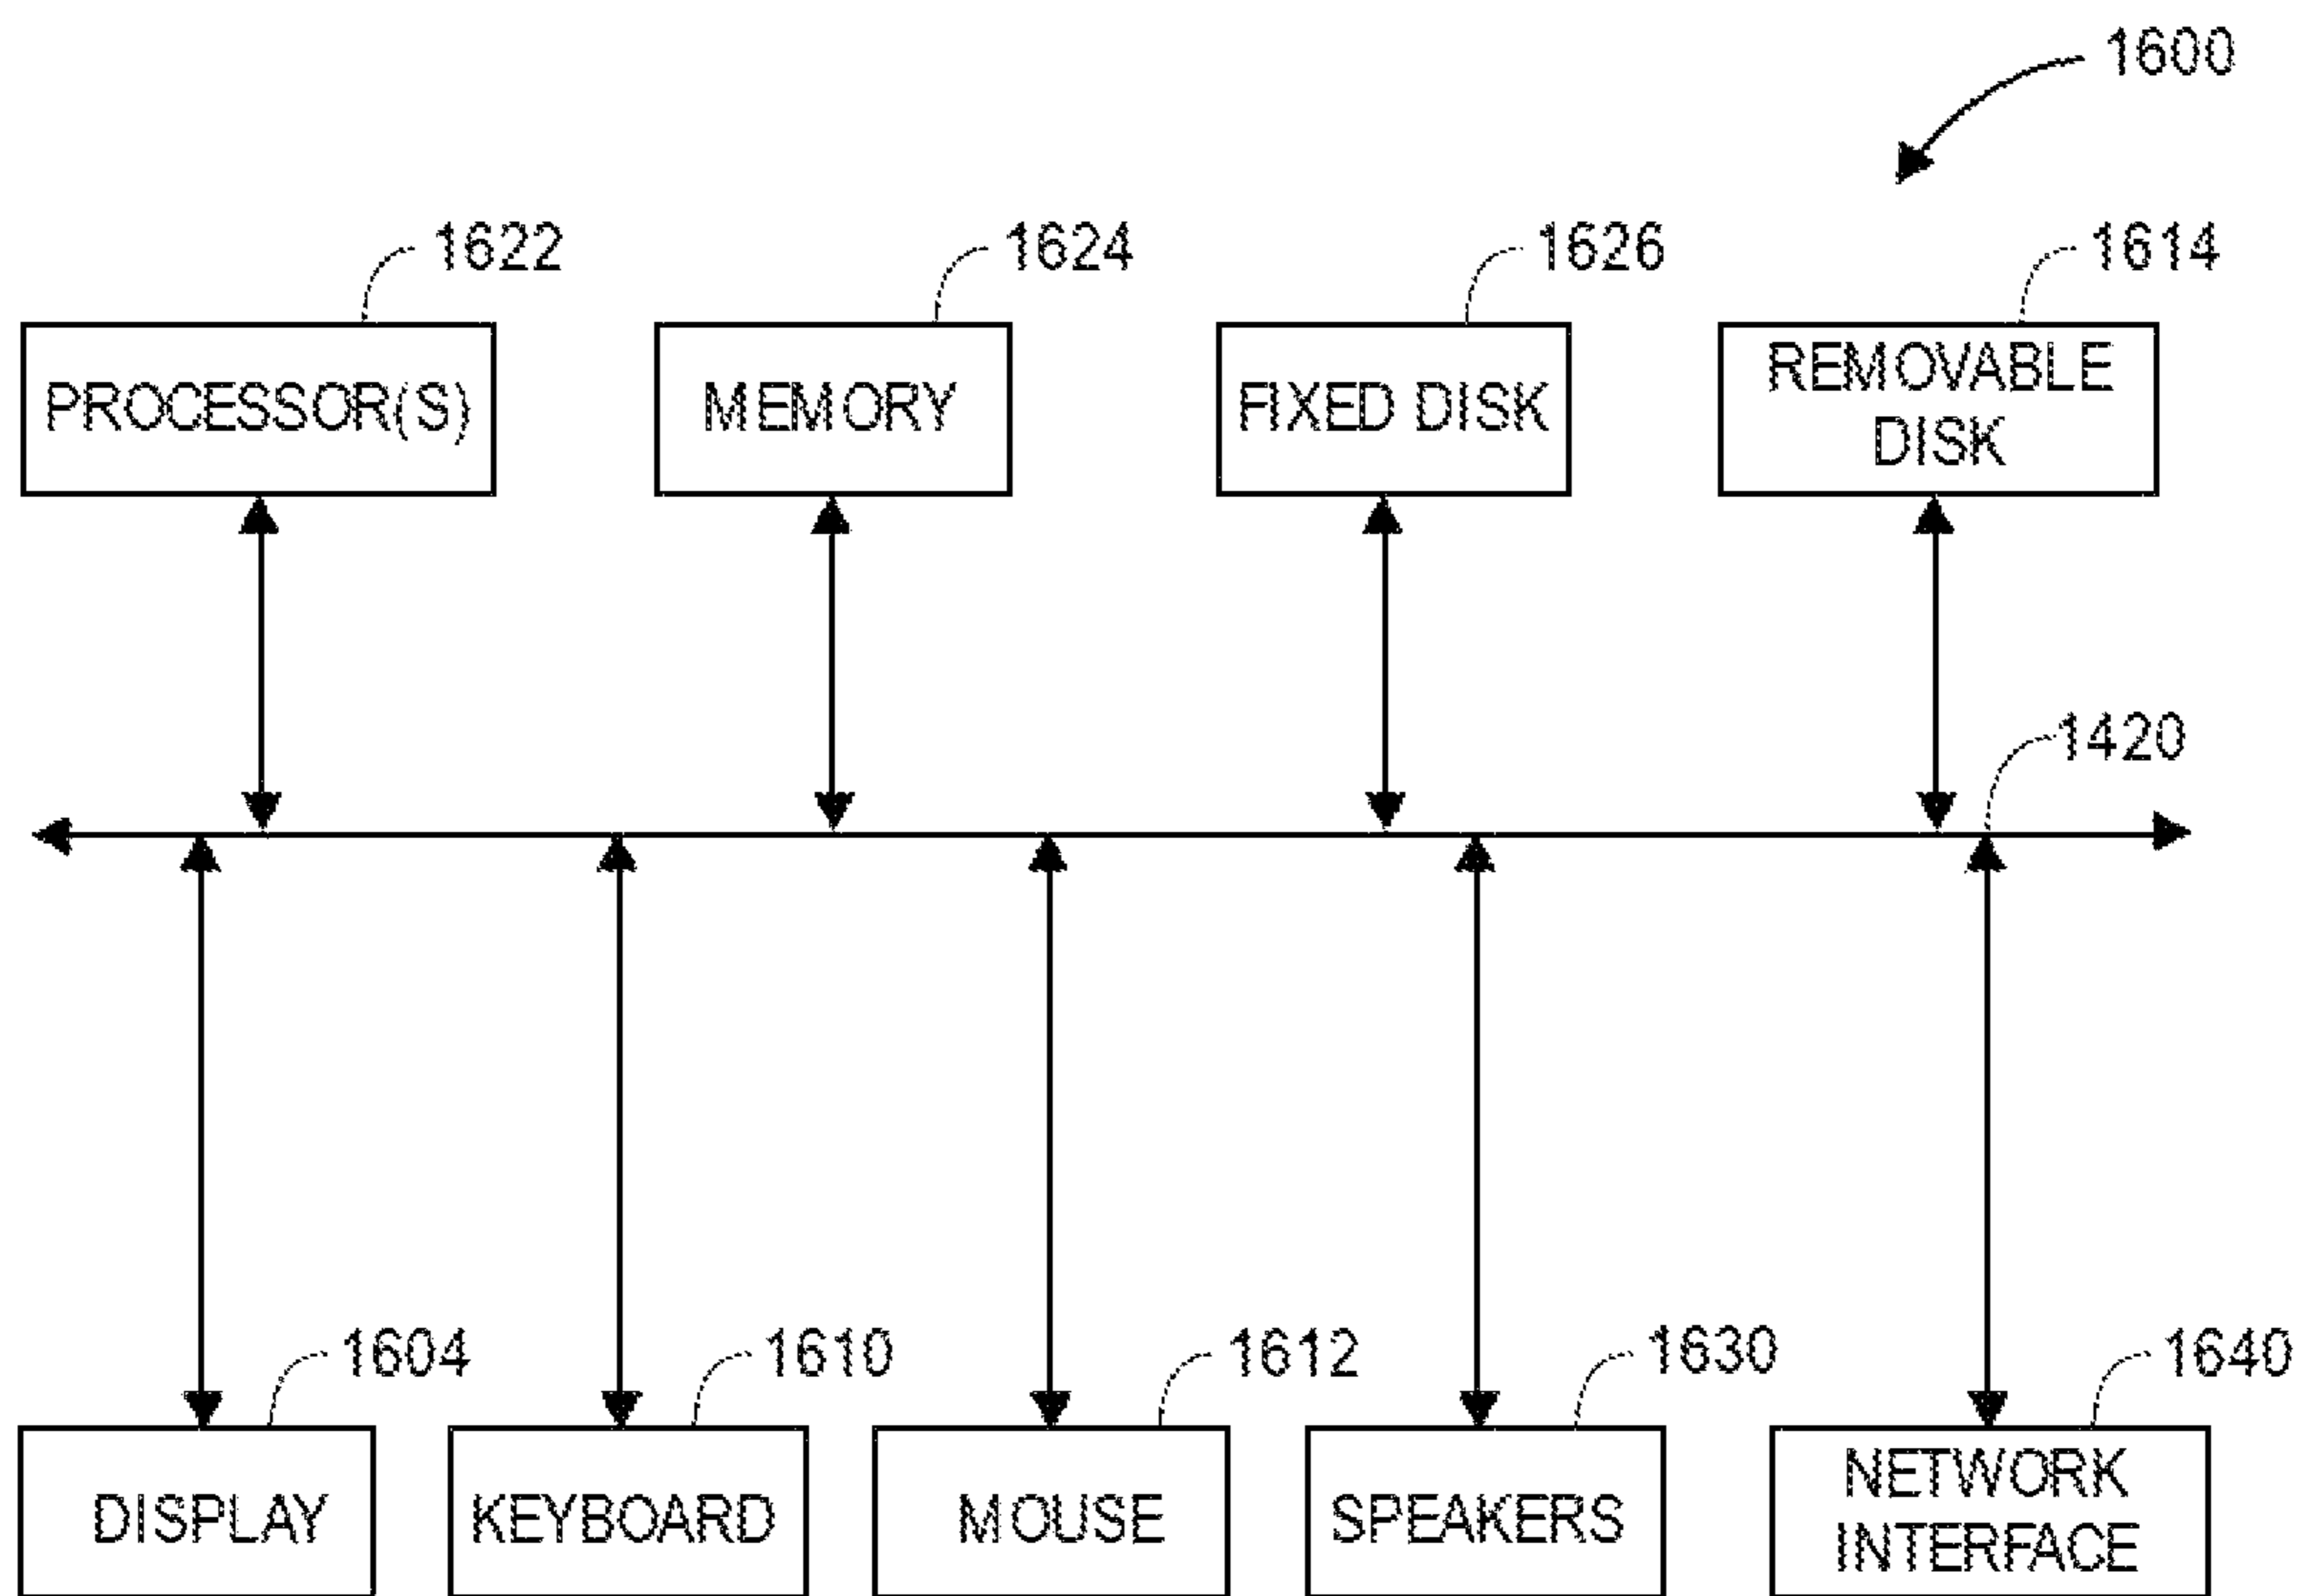 1600
1622
1624
1626
1614
PROCESSOR(S)
MEMORY
FIXED DISK
REMOVABLE
DISK
1420
1604
1610
1612
1630
1640
DISPLAY
KEYBOARD
MOUSE
SPEAKERS
NETWORK
INTERFACE